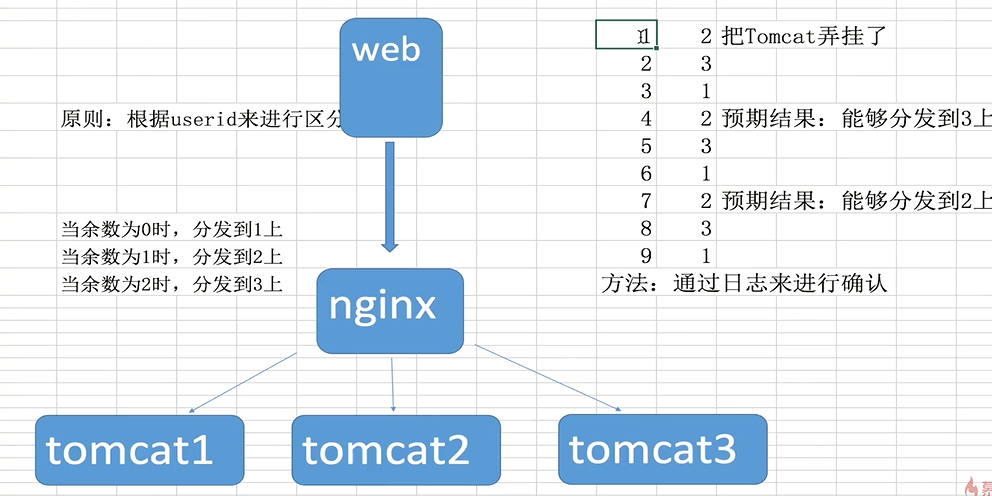 web
原则：根据userid来进行区分
当余数为0时，分发到1上
当余数为1时，分发到2上
当余数为2时，分发到3上
nginx
tomcat1
tomcat2
tomcat3
1 2 把Tomcat弄挂了
2 3
3 1
4 2 预期结果：能够分发到3上
5 3
6 1
7 2 预期结果：能够分发到2上
8 3
9 1
方法：通过日志来进行确认